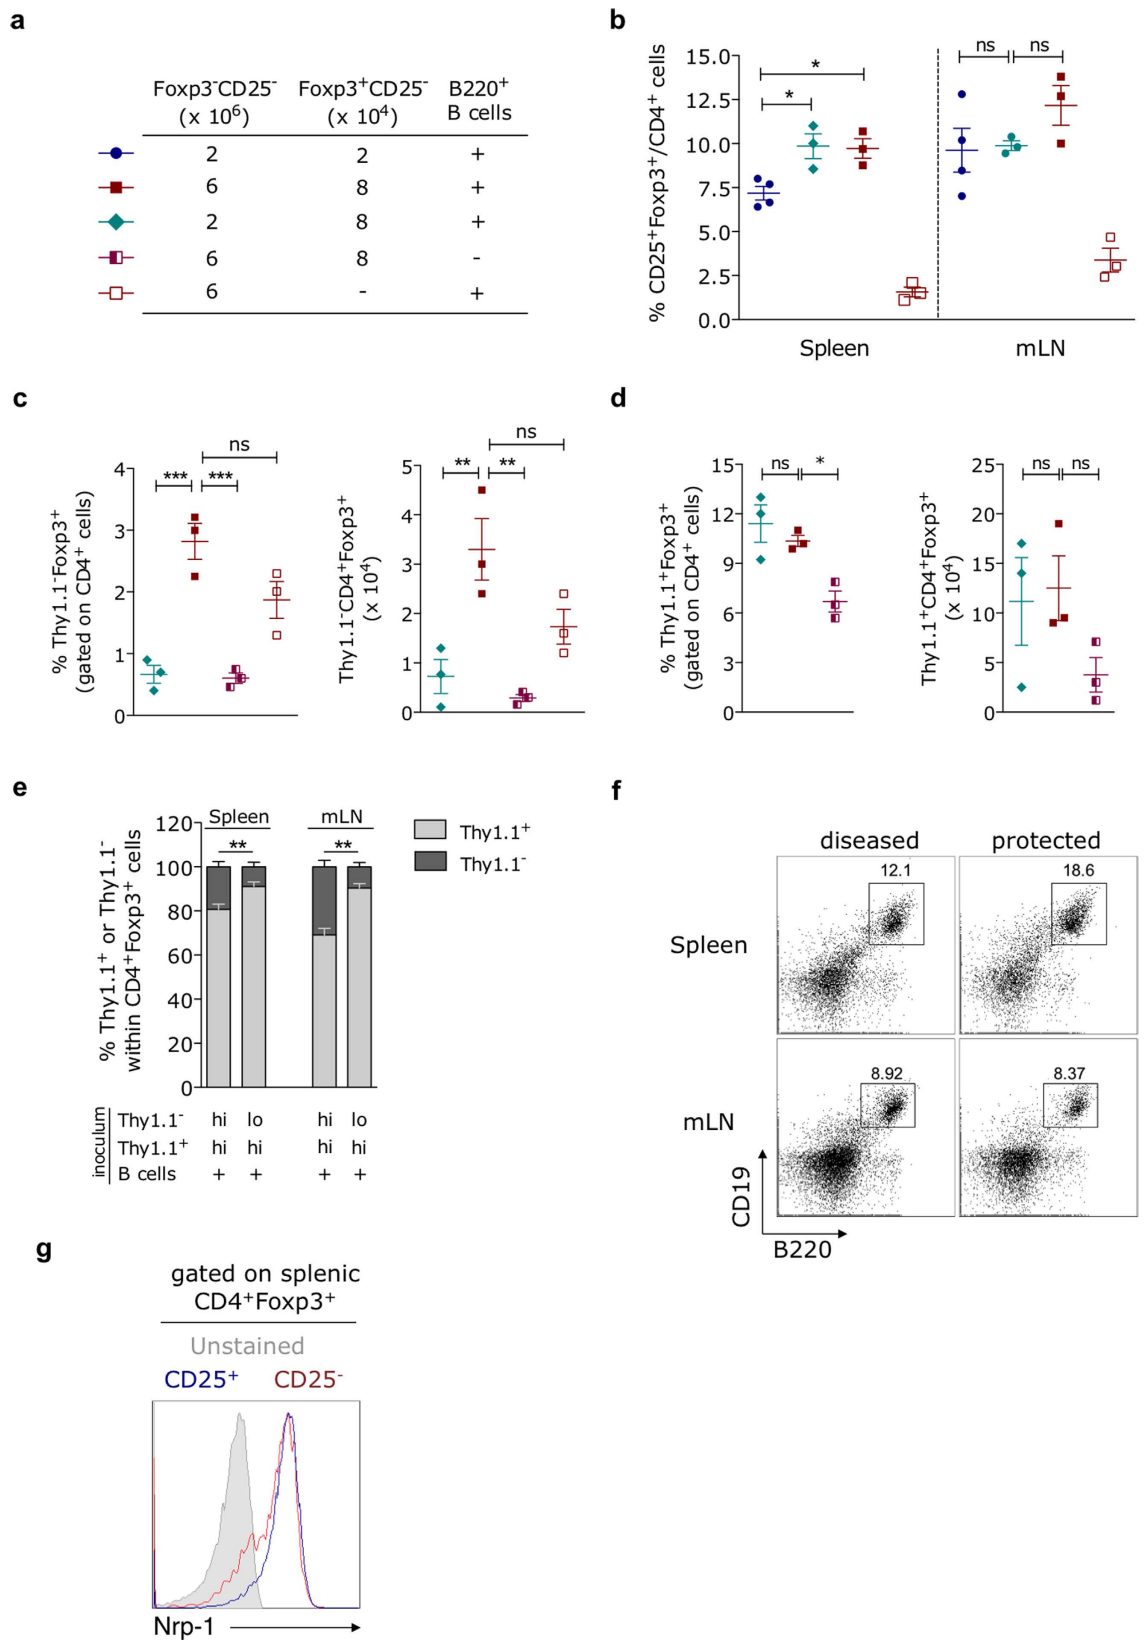 a
Foxp3⁻CD25⁻ Foxp3⁺CD25⁻ B220⁺
(x 10⁶) (x 10⁴) B cells
2 2 +
6 8 +
2 8 +
6 8 -
6 - +
b
% CD25⁺Foxp3⁺/CD4⁺ cells
15.0
12.5
10.0
7.5
5.0
2.5
0.0
*
*
ns ns
Spleen mLN
c
% Thy1.1⁻Foxp3⁺
(gated on CD4⁺ cells)
4
3
2
1
0
ns
*** ***
Thy1.1⁻CD4⁺Foxp3⁺
(x 10⁴)
5
4
3
2
1
0
ns
** **
d
% Thy1.1⁺Foxp3⁺
(gated on CD4⁺ cells)
15
12
9
6
3
0
ns *
Thy1.1⁺CD4⁺Foxp3⁺
(x 10⁴)
25
20
15
10
5
0
ns ns
e
% Thy1.1⁺ or Thy1.1⁻
within CD4⁺Foxp3⁺ cells
120
100
80
60
40
20
0
Spleen mLN
** **
Thy1.1⁺
Thy1.1⁻
inoculum
Thy1.1⁻ hi lo hi lo
Thy1.1⁺ hi hi hi hi
B cells + + + +
f
diseased protected
Spleen
12.1 18.6
mLN
8.92 8.37
CD19
B220
g
gated on splenic
CD4⁺Foxp3⁺
Unstained
CD25⁺ CD25⁻
Nrp-1